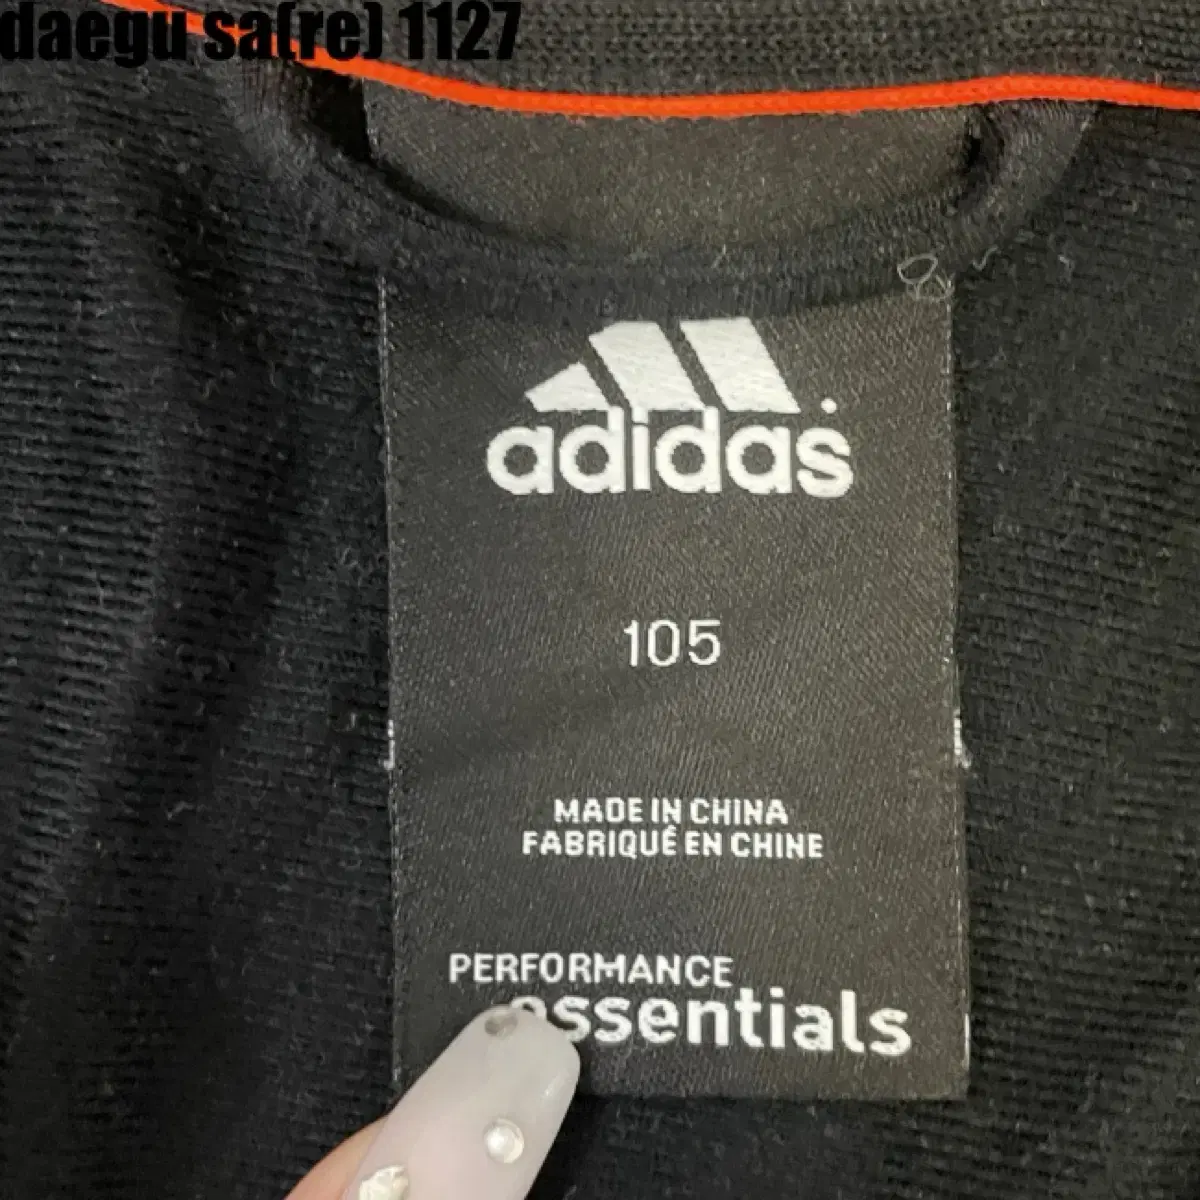 daegu sa(re) 1127
adidas
105
MADE IN CHINA
FABRIQUÉ EN CHINE
PERFORMANCE
essentials